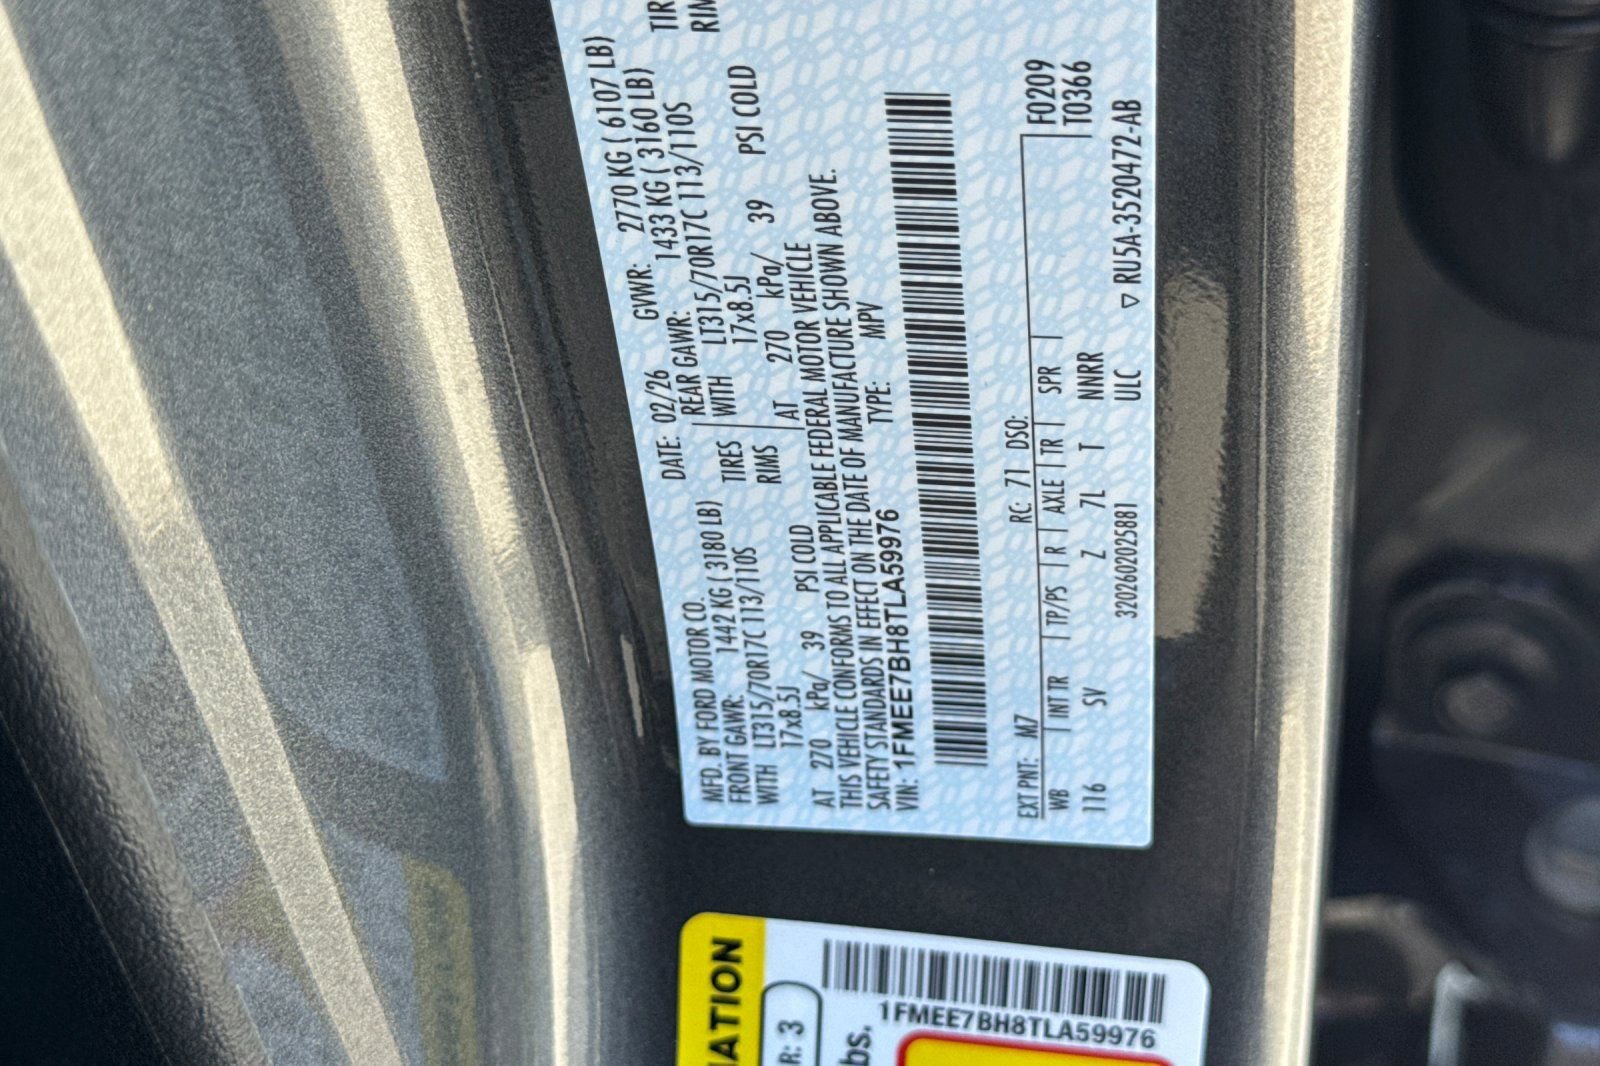 MFD. BY FORD MOTOR CO.
DATE: 02/26 GVWR: 2770 KG ( 6107 LB)
FRONT GAWR: 1442 KG ( 3180 LB)
REAR GAWR: 1433 KG ( 3160 LB)
WITH LT315/70R17C 113/110S TIRES
WITH LT315/70R17C 113/110S
17x8.5J RIMS
17x8.5J
AT 270 kPa/ 39 PSI COLD
AT 270 kPa/ 39 PSI COLD
THIS VEHICLE CONFORMS TO ALL APPLICABLE FEDERAL MOTOR VEHICLE
SAFETY STANDARDS IN EFFECT ON THE DATE OF MANUFACTURE SHOWN ABOVE.
VIN: 1FMEE7BH8TLA59976 TYPE: MPV
F0209
T0366
EXT PNT: M7 RC: 71 DSO:
WB INT TR TP/PS R AXLE TR SPR
116 SV Z 7L T NNRR
3202602025881 ULC ▽ RU5A-3520472-AB
R: 3
1FMEE7BH8TLA59976